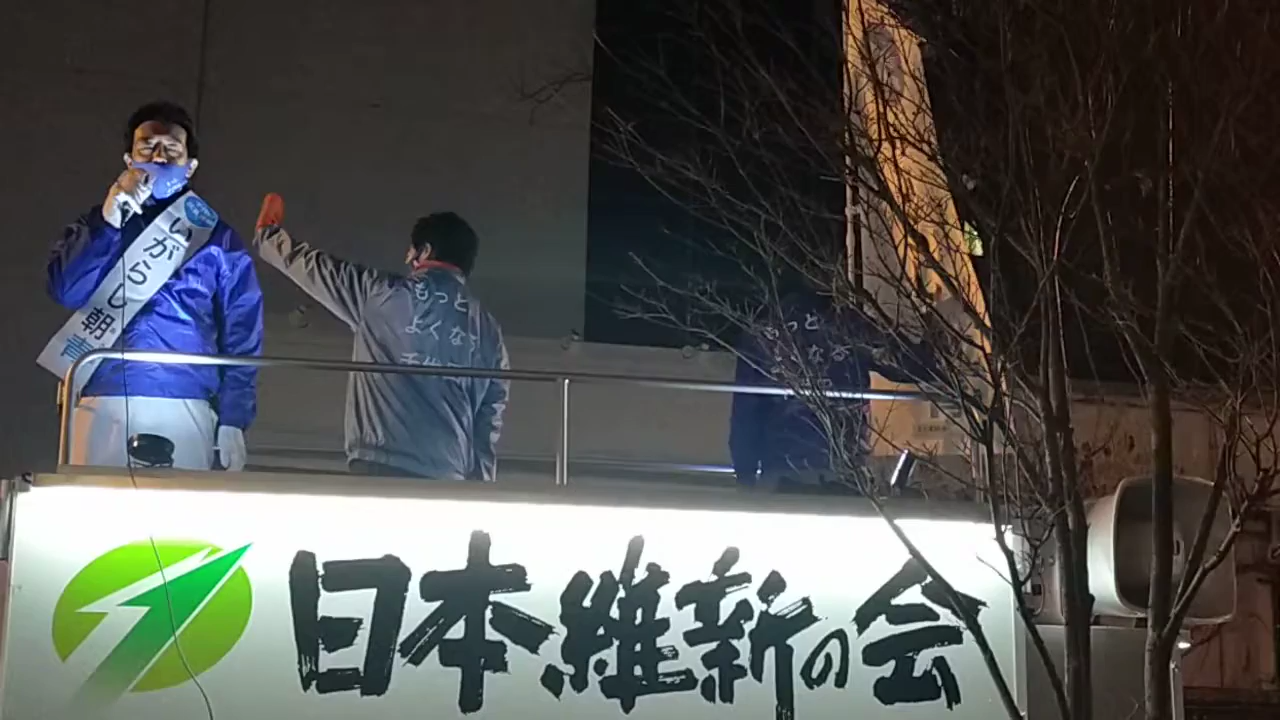 いがらし朝青
もっと
よくなる
もっと
よくなる
日本維新の会